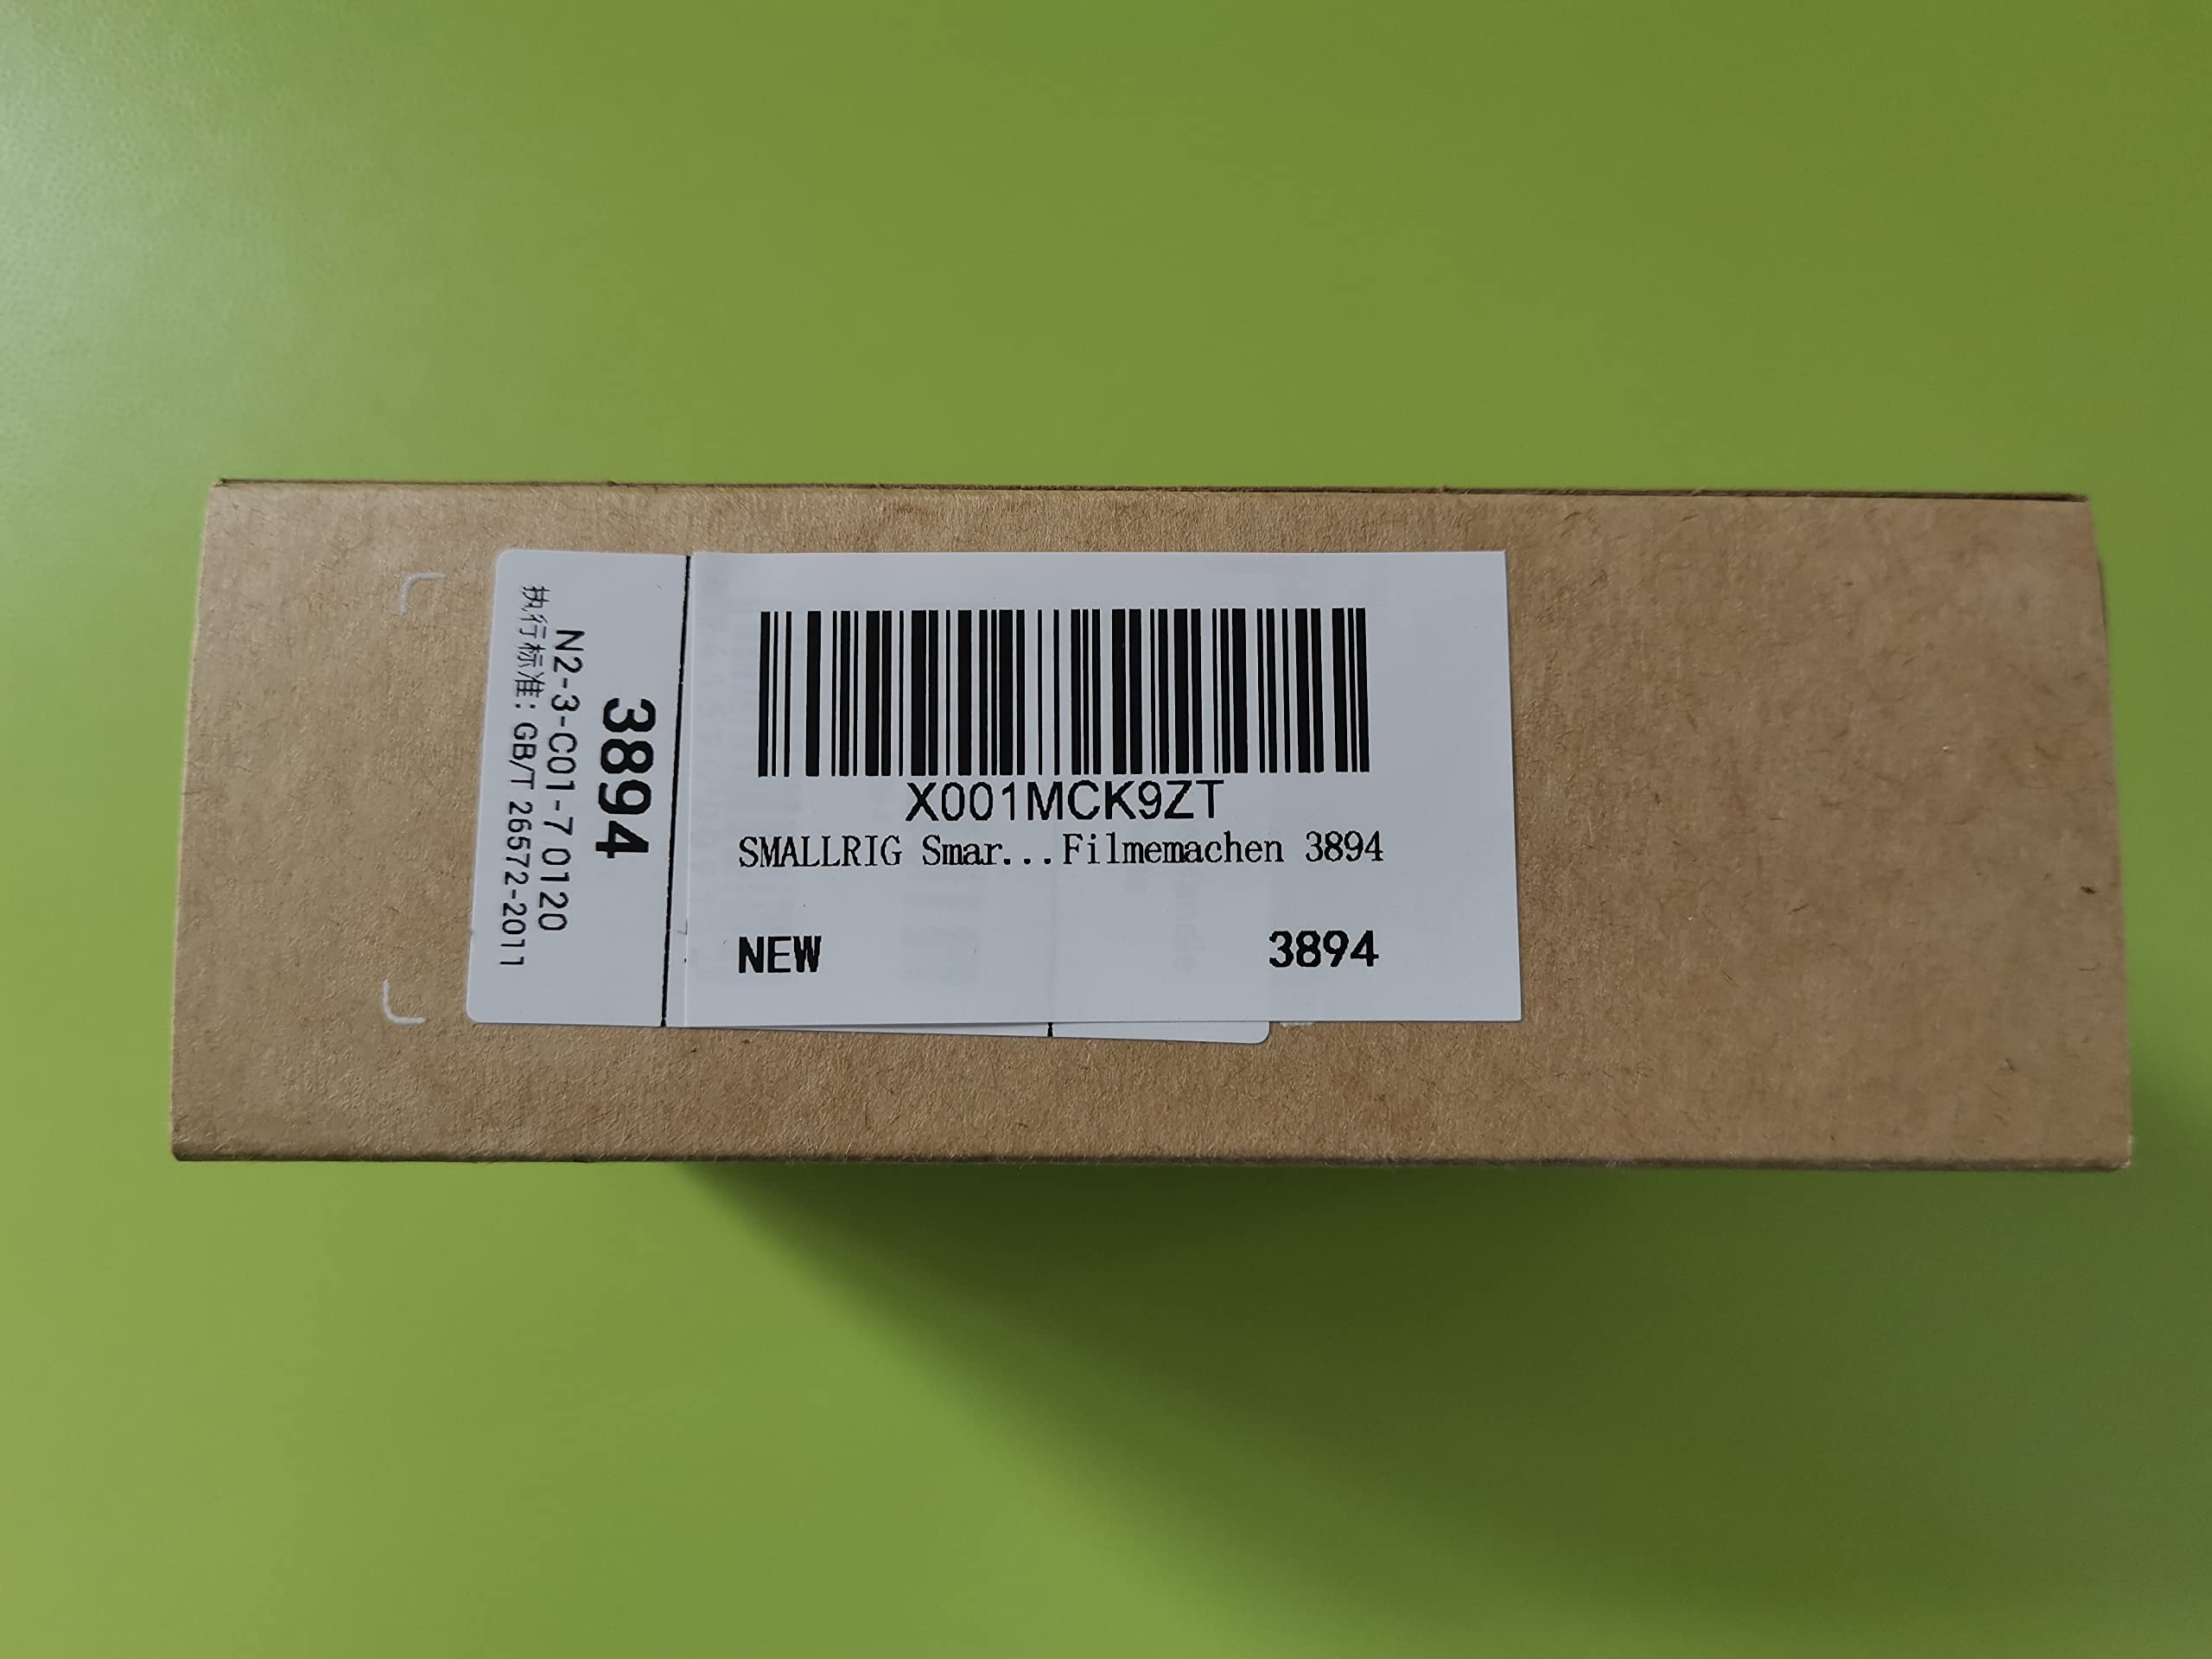 执行标准: GB/T 26572-2011
N2-3-C01-7 0120
3894
X001MCK9ZT
SMALLRIG Smar...Filmemachen 3894
NEW 3894